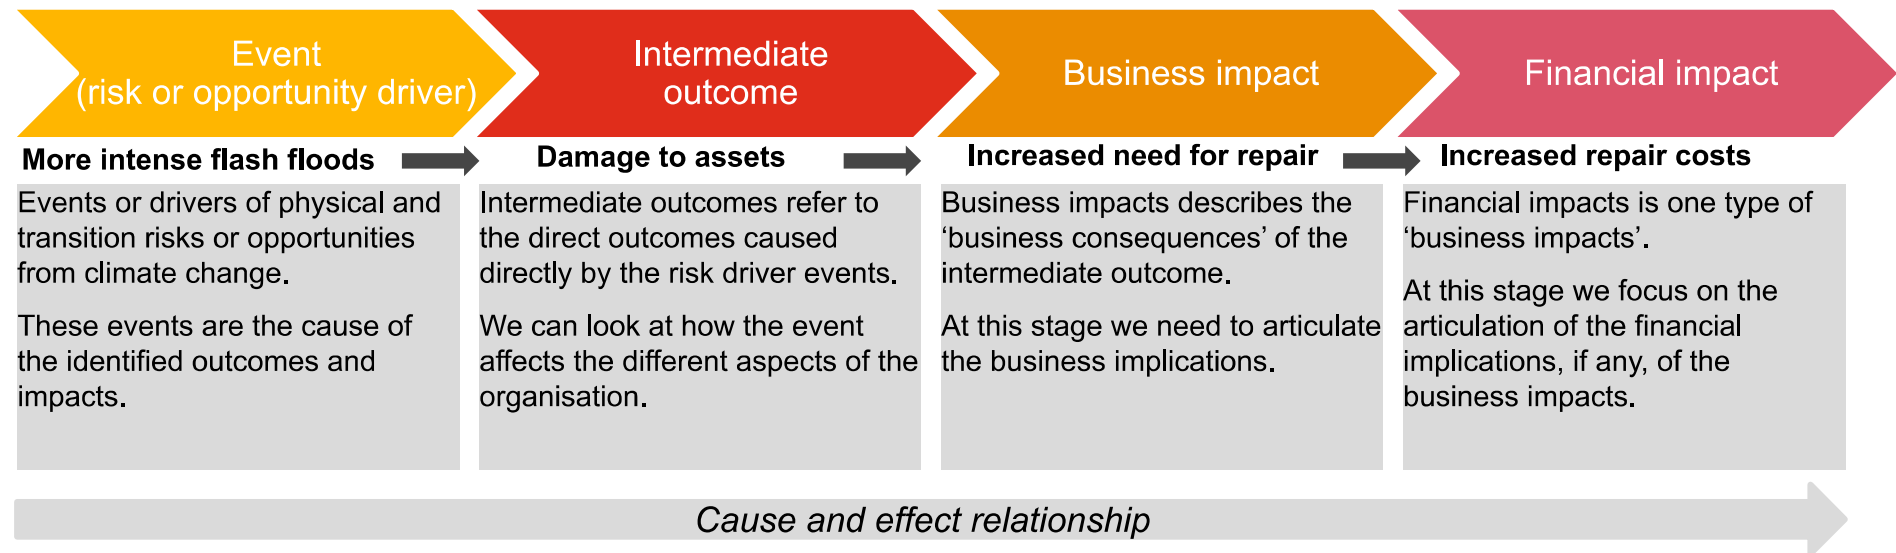 Event
(risk or opportunity driver)
Intermediate
outcome
Business impact
Financial impact
More intense flash floods
Damage to assets
Increased need for repair
Increased repair costs
Events or drivers of physical and
transition risks or opportunities
from climate change.
These events are the cause of
the identified outcomes and
impacts.
Intermediate outcomes refer to
the direct outcomes caused
directly by the risk driver events.
We can look at how the event
affects the different aspects of the
organisation.
Business impacts describes the
‘business consequences’ of the
intermediate outcome.
At this stage we need to articulate
the business implications.
Financial impacts is one type of
‘business impacts’.
At this stage we focus on the
articulation of the financial
implications, if any, of the
business impacts.
Cause and effect relationship